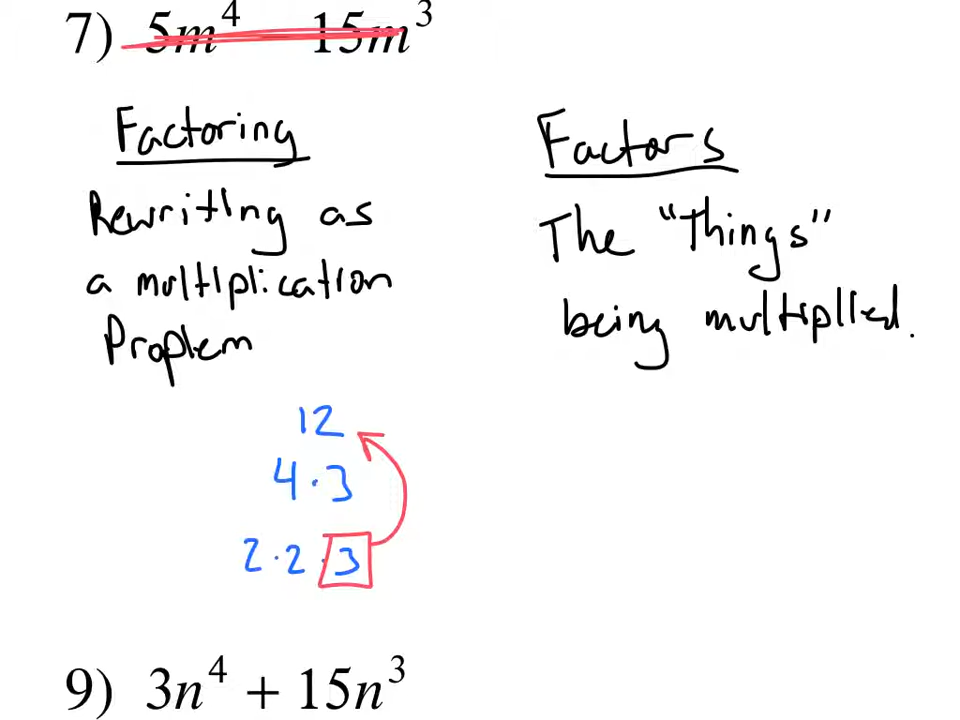 7) 5m⁴ 15m³
Factoring
Rewriting as
a multiplication
Proplem
Factors
The "Things"
being multiplied.
12
4 · 3
2 · 2 · 3
9) 3n⁴ + 15n³